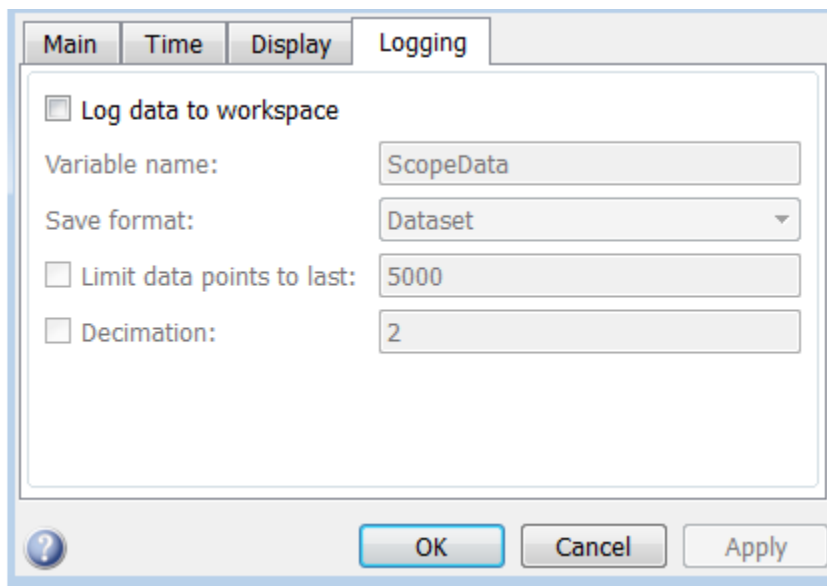 Main Time Display Logging
Log data to workspace
Variable name: ScopeData
Save format: Dataset
Limit data points to last: 5000
Decimation: 2
? OK Cancel Apply